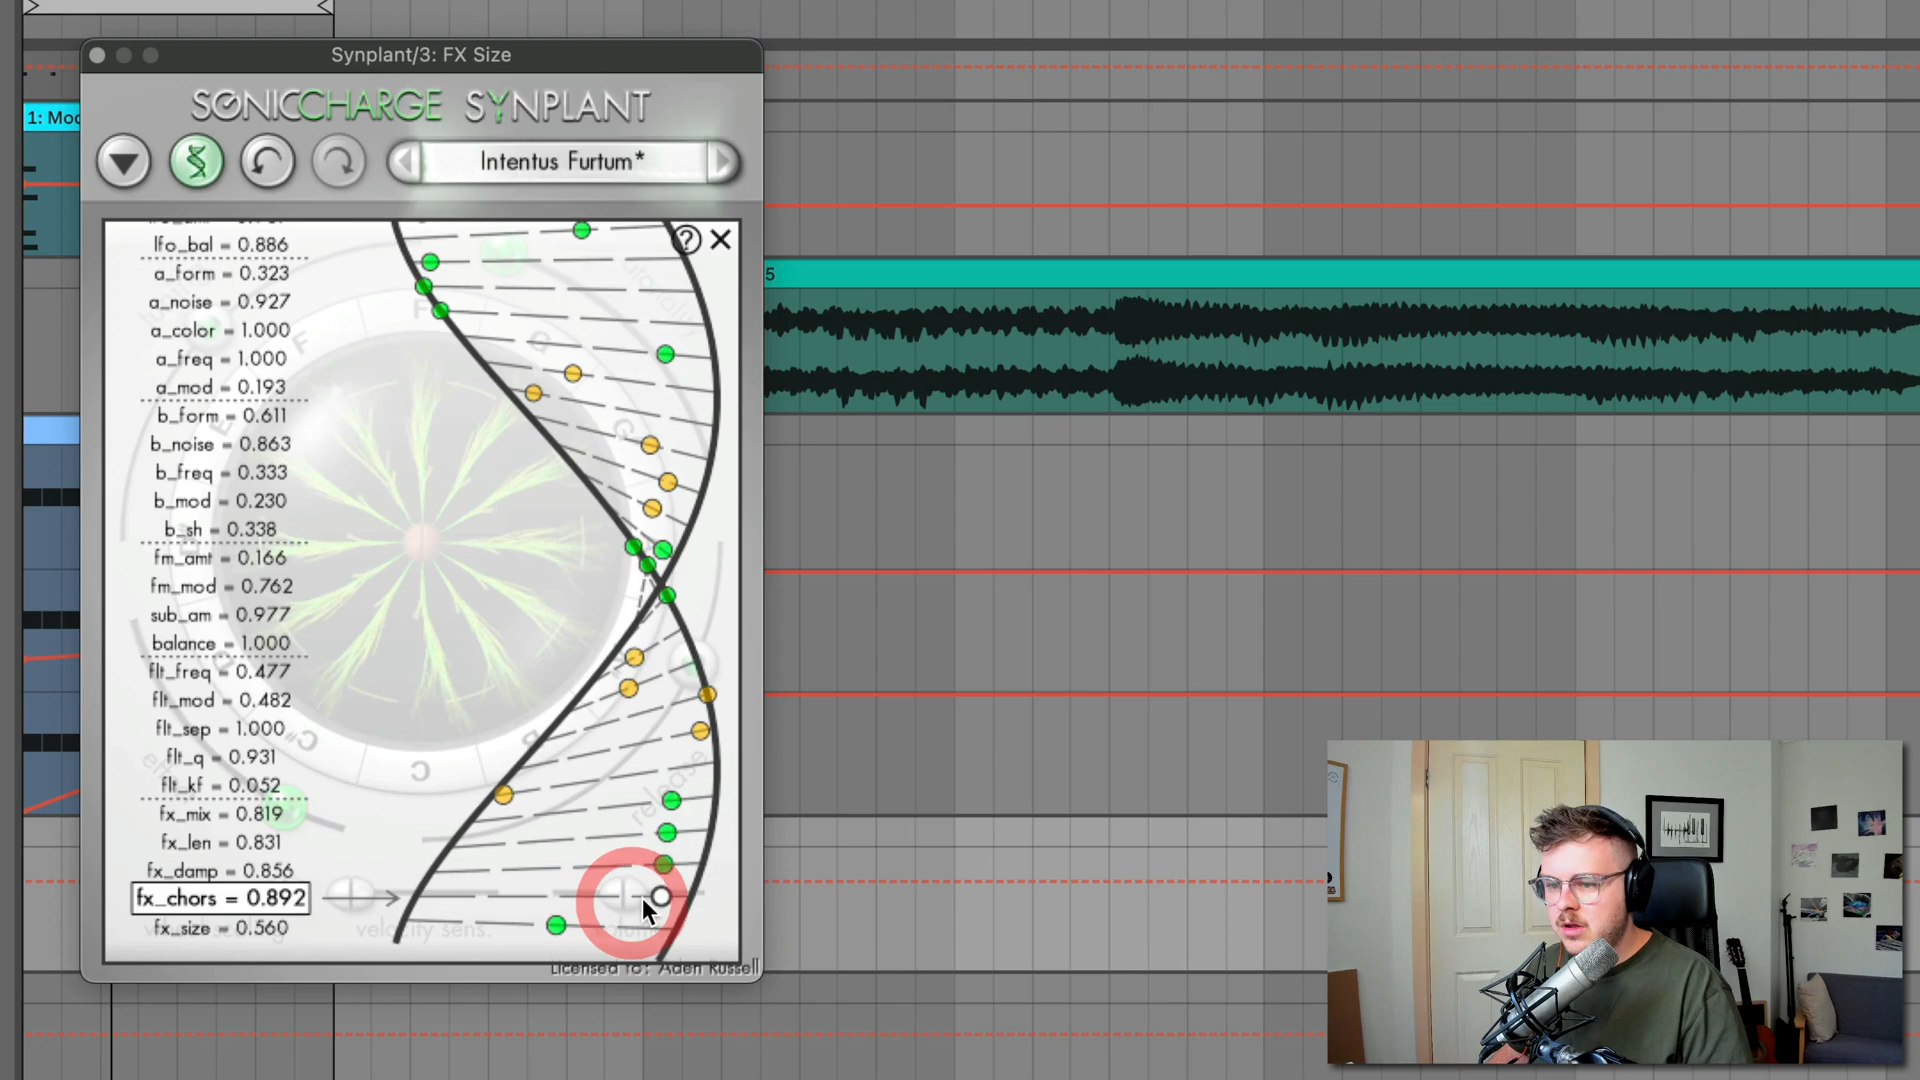 Synplant/3: FX Size
SONICCHARGE SYNPLANT
1: Moo
Intentus Furtum*
?
lfo_bal = 0.886
a_form = 0.323
a_noise = 0.927
a_color = 1.000
a_freq = 1.000
a_mod = 0.193
b_form = 0.611
b_noise = 0.863
b_freq = 0.333
b_mod = 0.230
b_sh = 0.338
fm_amt = 0.166
fm_mod = 0.762
sub_am = 0.977
balance = 1.000
flt_freq = 0.477
flt_mod = 0.482
flt_sep = 1.000
flt_q = 0.931
flt_kf = 0.052
fx_mix = 0.819
fx_len = 0.831
fx_damp = 0.856
fx_chors = 0.892
fx_size = 0.560
F
F
G
G
C#
C
release
velocity sens.
Licensed to: Aden Russell
5